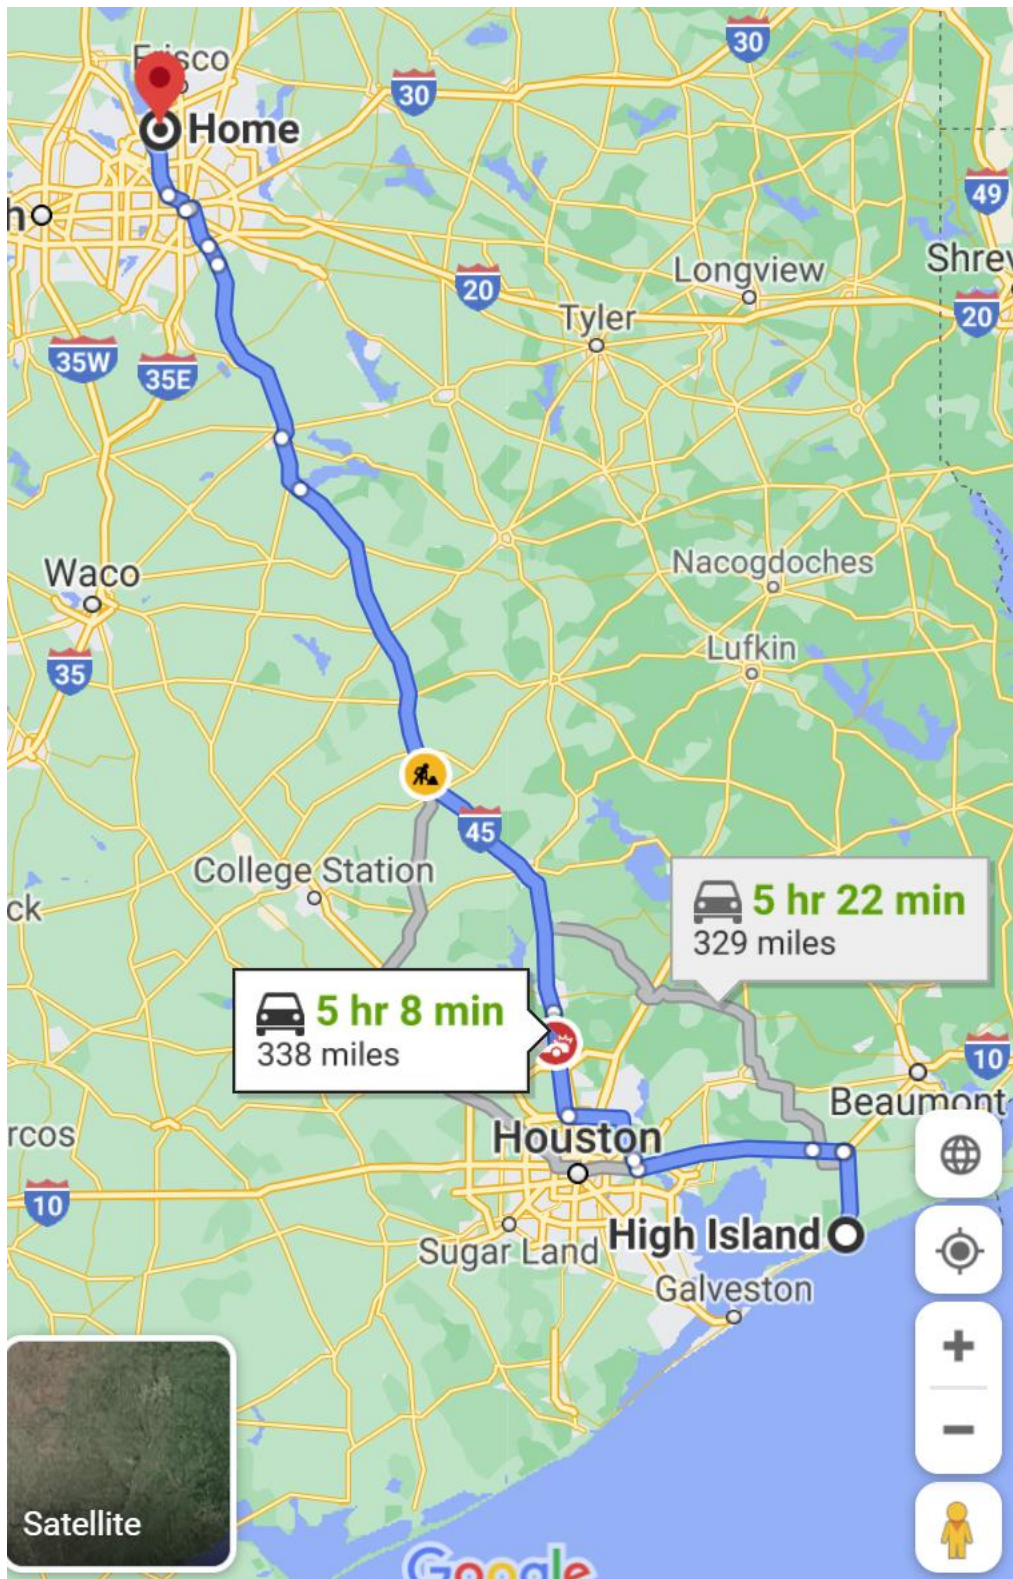 Frisco
30
30
Home
49
h
Longview
Shrev
20
20
Tyler
35W
35E
Waco
Nacogdoches
35
Lufkin
45
College Station
ck
5 hr 22 min
329 miles
5 hr 8 min
338 miles
10
Beaumont
rcos
Houston
10
High Island
Sugar Land
Galveston
Satellite
Google